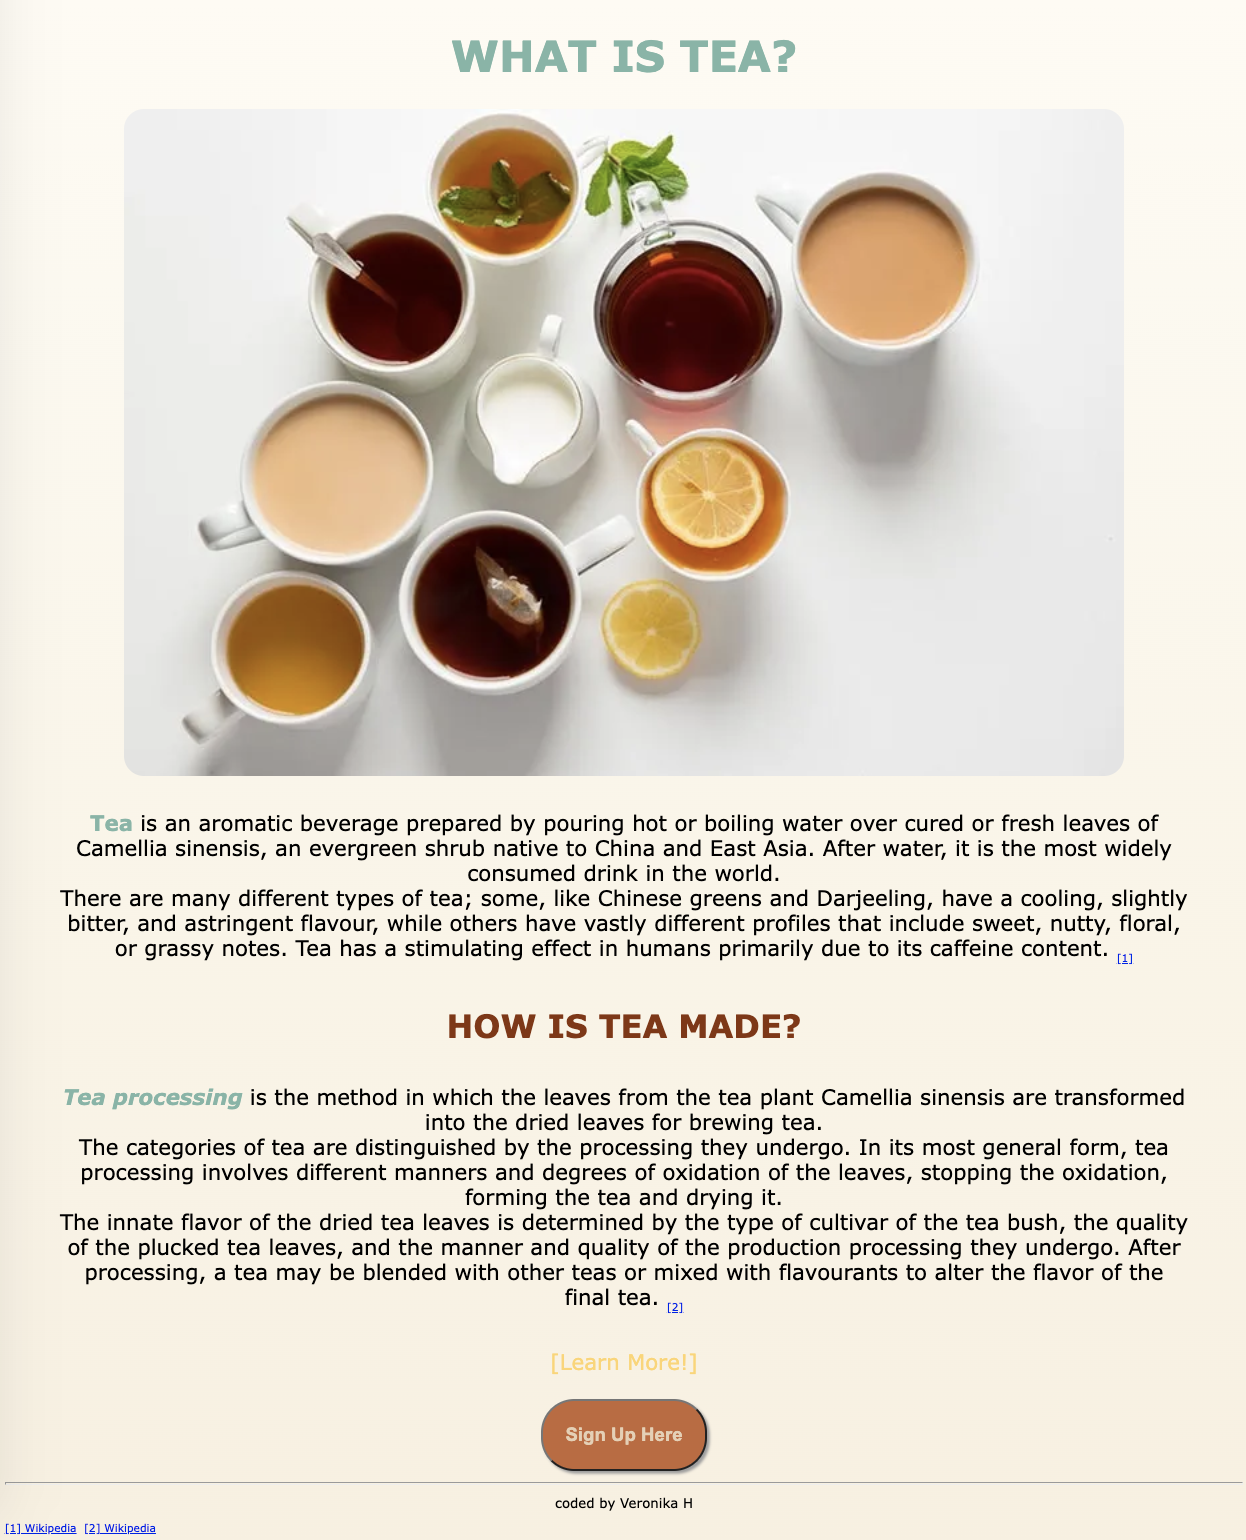 WHAT IS TEA?
Tea is an aromatic beverage prepared by pouring hot or boiling water over cured or fresh leaves of
Camellia sinensis, an evergreen shrub native to China and East Asia. After water, it is the most widely
consumed drink in the world.
There are many different types of tea; some, like Chinese greens and Darjeeling, have a cooling, slightly
bitter, and astringent flavour, while others have vastly different profiles that include sweet, nutty, floral,
or grassy notes. Tea has a stimulating effect in humans primarily due to its caffeine content. [1]
HOW IS TEA MADE?
Tea processing is the method in which the leaves from the tea plant Camellia sinensis are transformed
into the dried leaves for brewing tea.
The categories of tea are distinguished by the processing they undergo. In its most general form, tea
processing involves different manners and degrees of oxidation of the leaves, stopping the oxidation,
forming the tea and drying it.
The innate flavor of the dried tea leaves is determined by the type of cultivar of the tea bush, the quality
of the plucked tea leaves, and the manner and quality of the production processing they undergo. After
processing, a tea may be blended with other teas or mixed with flavourants to alter the flavor of the
final tea. [2]
[Learn More!]
Sign Up Here
coded by Veronika H
[1] Wikipedia [2] Wikipedia